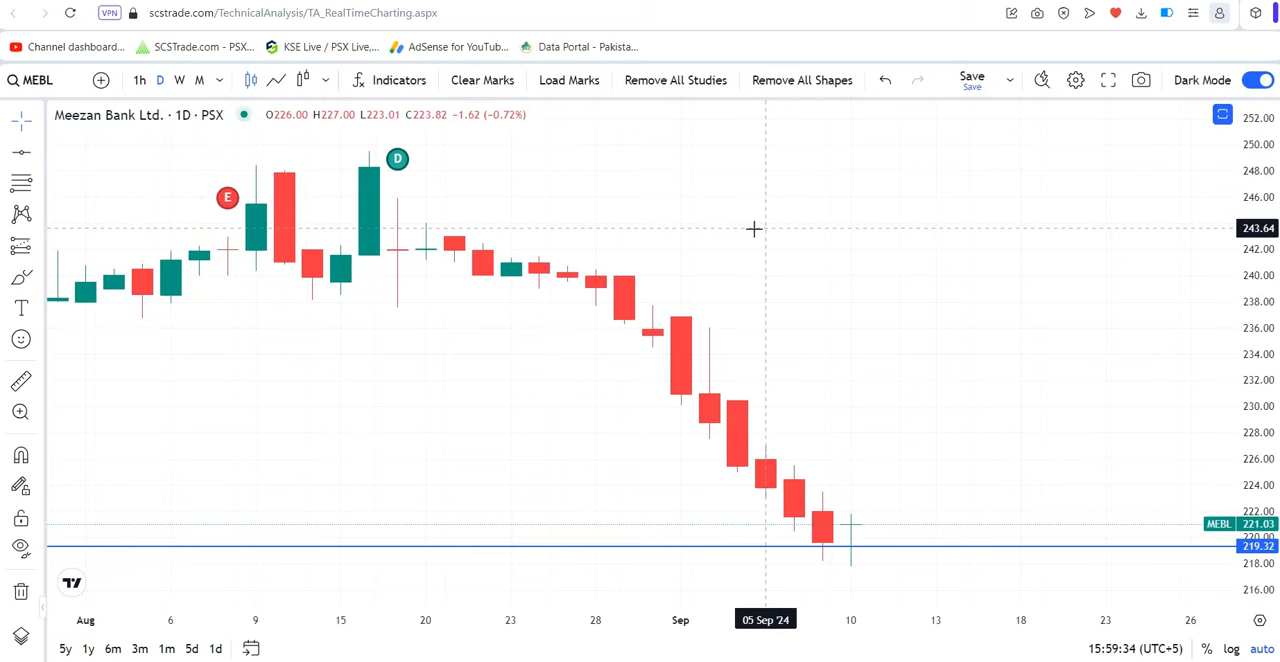 VPN scstrade.com/TechnicalAnalysis/TA_RealTimeCharting.aspx
Channel dashboard... SCSTrade.com - PSX... KSE Live / PSX Live,... AdSense for YouTub... Data Portal - Pakista...
MEBL 1h D W M Indicators Clear Marks Load Marks Remove All Studies Remove All Shapes Save Save Dark Mode
Meezan Bank Ltd. · 1D · PSX O226.00 H227.00 L223.01 C223.82 −1.62 (−0.72%)
252.00
250.00
D
248.00
E
246.00
243.64
242.00
240.00
238.00
236.00
234.00
232.00
230.00
228.00
226.00
224.00
222.00
MEBL 221.03
220.00
219.32
218.00
216.00
Aug 6 9 15 20 23 28 Sep 05 Sep '24 10 13 18 23 26
5y 1y 6m 3m 1m 5d 1d 15:59:34 (UTC+5) % log auto